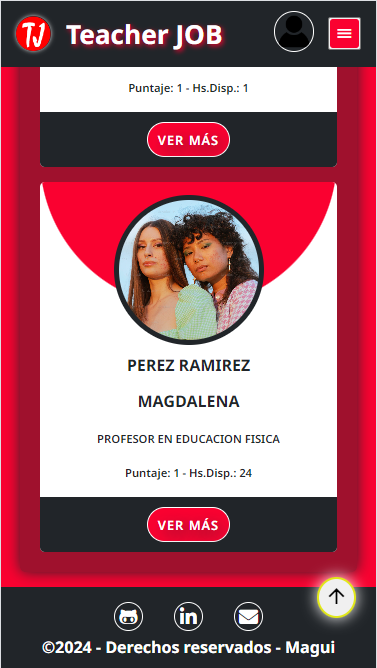 TJ
Teacher JOB
Puntaje: 1 - Hs.Disp.: 1
VER MÁS
PEREZ RAMIREZ
MAGDALENA
PROFESOR EN EDUCACION FISICA
Puntaje: 1 - Hs.Disp.: 24
VER MÁS
in
©2024 - Derechos reservados - Magui